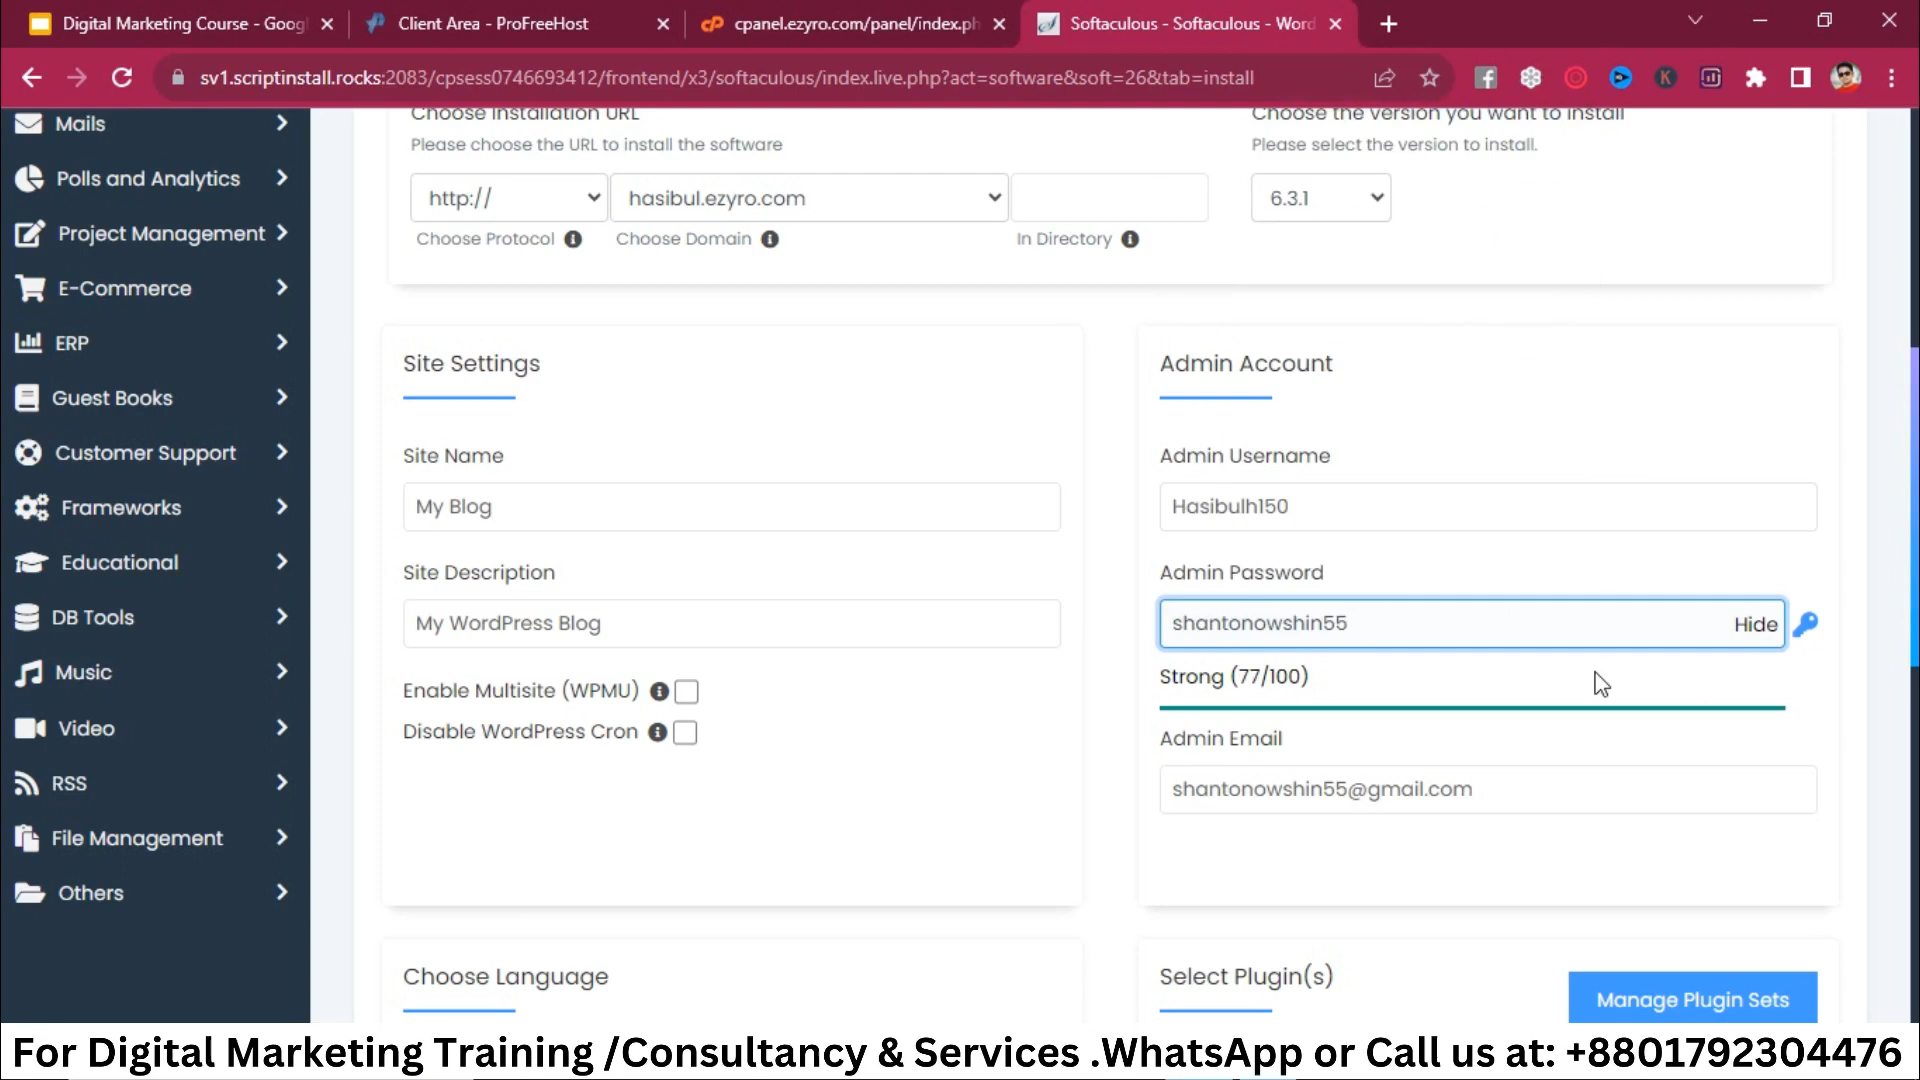 Digital Marketing Course - Goog
Client Area - ProFreeHost
cpanel.ezyro.com/panel/index.ph
Softaculous - Softaculous - Word
sv1.scriptinstall.rocks:2083/cpsess0746693412/frontend/x3/softaculous/index.live.php?act=software&soft=26&tab=install
Mails
Polls and Analytics
Project Management
E-Commerce
ERP
Guest Books
Customer Support
Frameworks
Educational
DB Tools
Music
Video
RSS
File Management
Others
Choose Installation URL
Please choose the URL to install the software
http://
hasibul.ezyro.com
Choose Protocol
Choose Domain
In Directory
Choose the version you want to install
Please select the version to install.
6.3.1
Site Settings
Site Name
My Blog
Site Description
My WordPress Blog
Enable Multisite (WPMU)
Disable WordPress Cron
Admin Account
Admin Username
Hasibulh150
Admin Password
shantonowshin55
Hide
Strong (77/100)
Admin Email
shantonowshin55@gmail.com
Choose Language
Select Plugin(s)
Manage Plugin Sets
For Digital Marketing Training /Consultancy & Services .WhatsApp or Call us at: +8801792304476